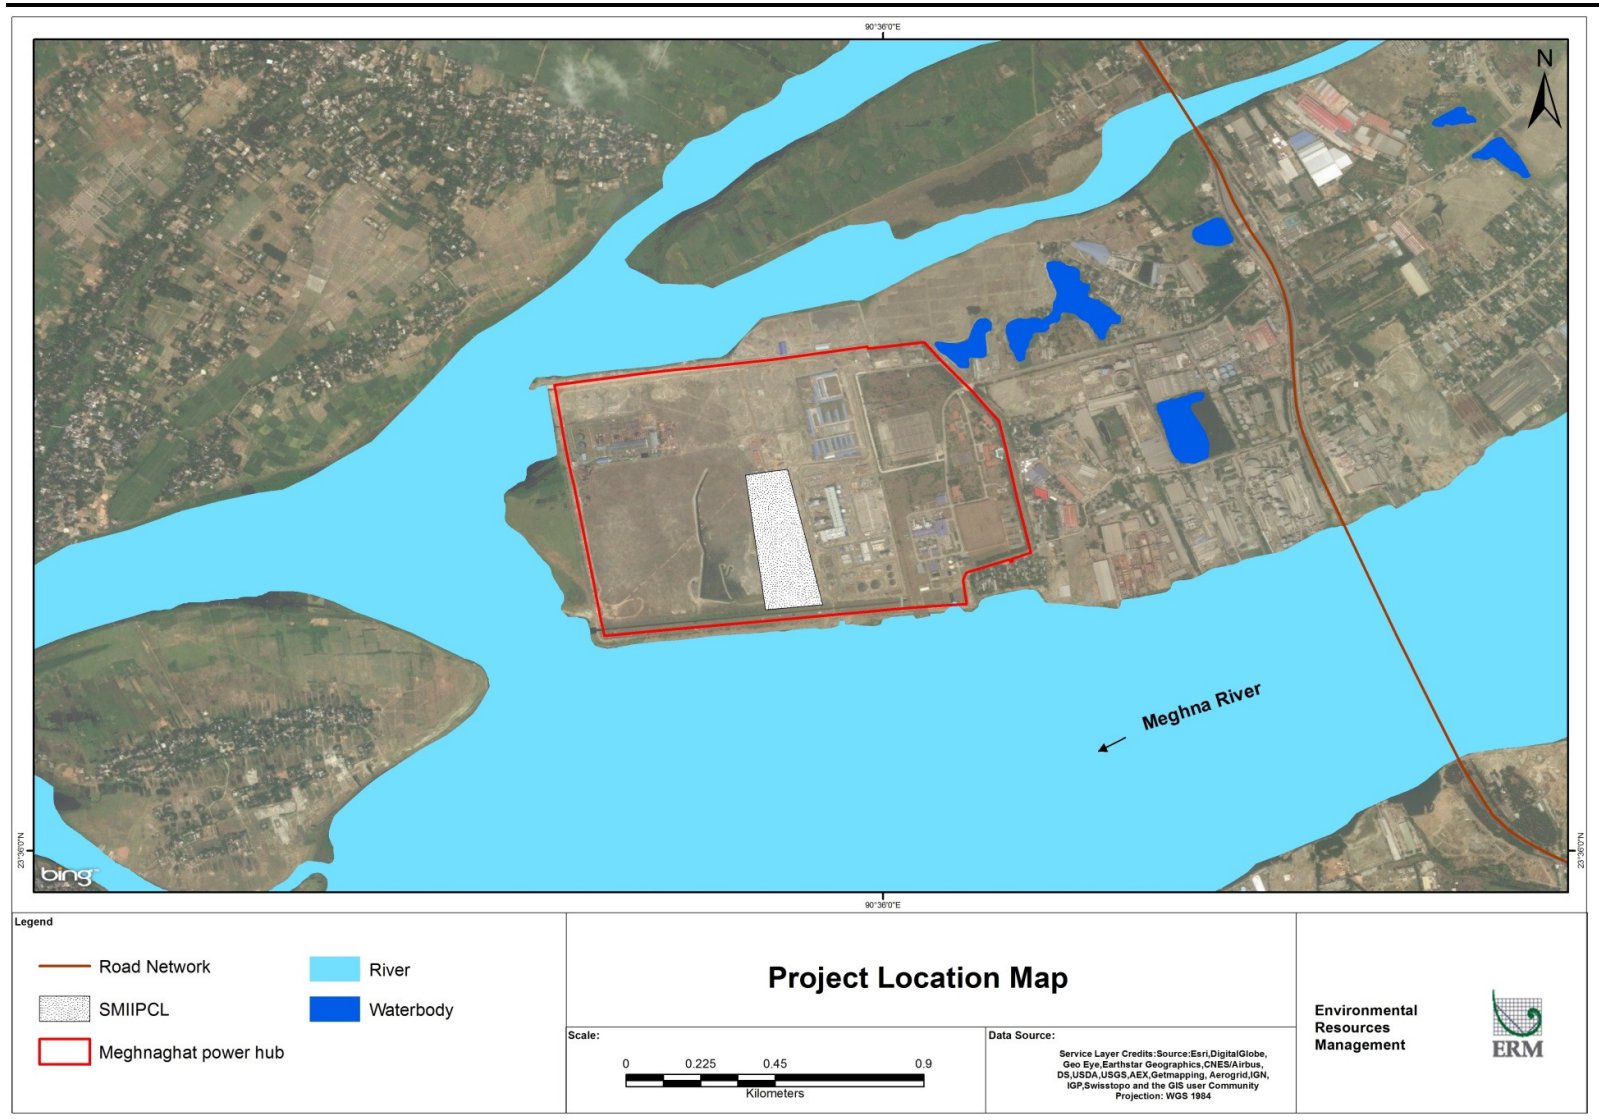 90°36'0"E
N
Meghna River
23°36'0"N
23°36'0"N
bing
90°36'0"E
Legend
Road Network
River
SMIIPCL
Waterbody
Meghnaghat power hub
Project Location Map
Scale:
0 0.225 0.45 0.9
Kilometers
Data Source:
Service Layer Credits:Source:Esri,DigitalGlobe,
Geo Eye,Earthstar Geographics,CNES/Airbus,
DS,USDA,USGS,AEX,Getmapping, Aerogrid,IGN,
IGP,Swisstopo and the GIS user Community
Projection: WGS 1984
Environmental
Resources
Management
ERM